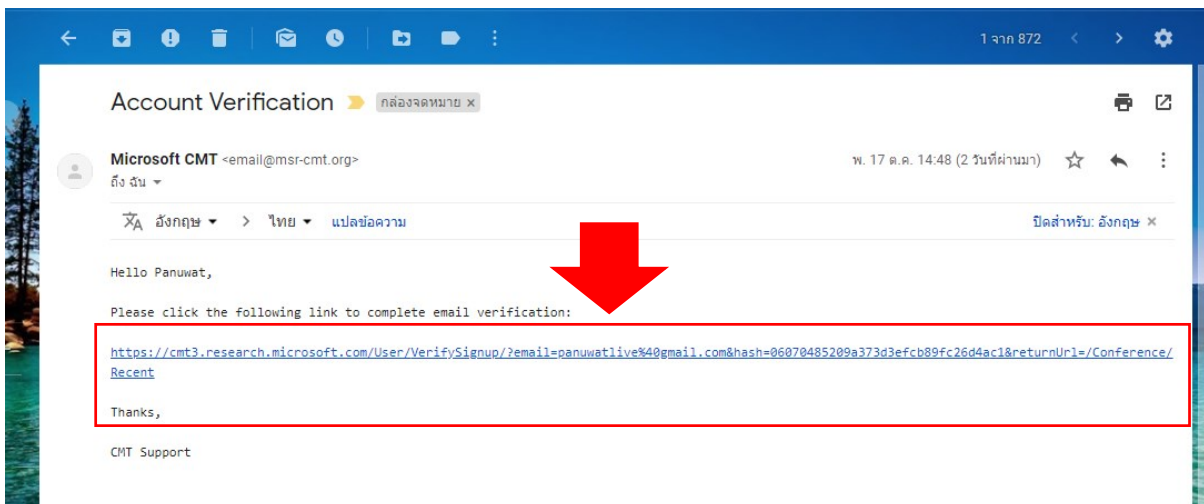 1 จาก 872
Account Verification กล่องจดหมาย ×
Microsoft CMT <email@msr-cmt.org> พ. 17 ต.ค. 14:48 (2 วันที่ผ่านมา)
ถึง ฉัน
อังกฤษ > ไทย แปลข้อความ ปิดสำหรับ: อังกฤษ ×
Hello Panuwat,
Please click the following link to complete email verification:
https://cmt3.research.microsoft.com/User/VerifySignup/?email=panuwatlive%40gmail.com&hash=06070485209a373d3efcb89fc26d4ac1&returnUrl=/Conference/
Recent
Thanks,
CMT Support